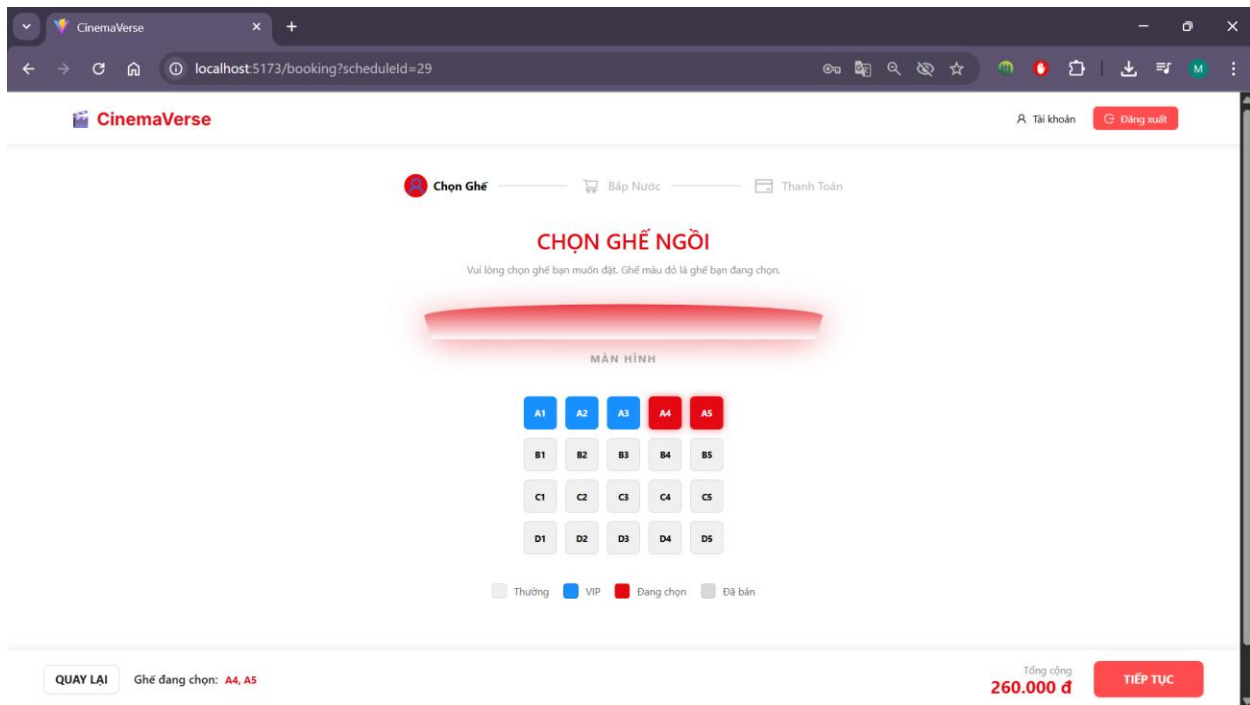 CinemaVerse
localhost:5173/booking?scheduleId=29
M
CinemaVerse
Tài khoản
Đăng xuất
Chọn Ghế
Bắp Nước
Thanh Toán
CHỌN GHẾ NGỒI
Vui lòng chọn ghế bạn muốn đặt. Ghế màu đỏ là ghế bạn đang chọn.
MÀN HÌNH
A1 A2 A3 A4 A5
B1 B2 B3 B4 B5
C1 C2 C3 C4 C5
D1 D2 D3 D4 D5
Thường VIP Đang chọn Đã bán
QUAY LẠI Ghế đang chọn: A4, A5
Tổng cộng
260.000 đ
TIẾP TỤC